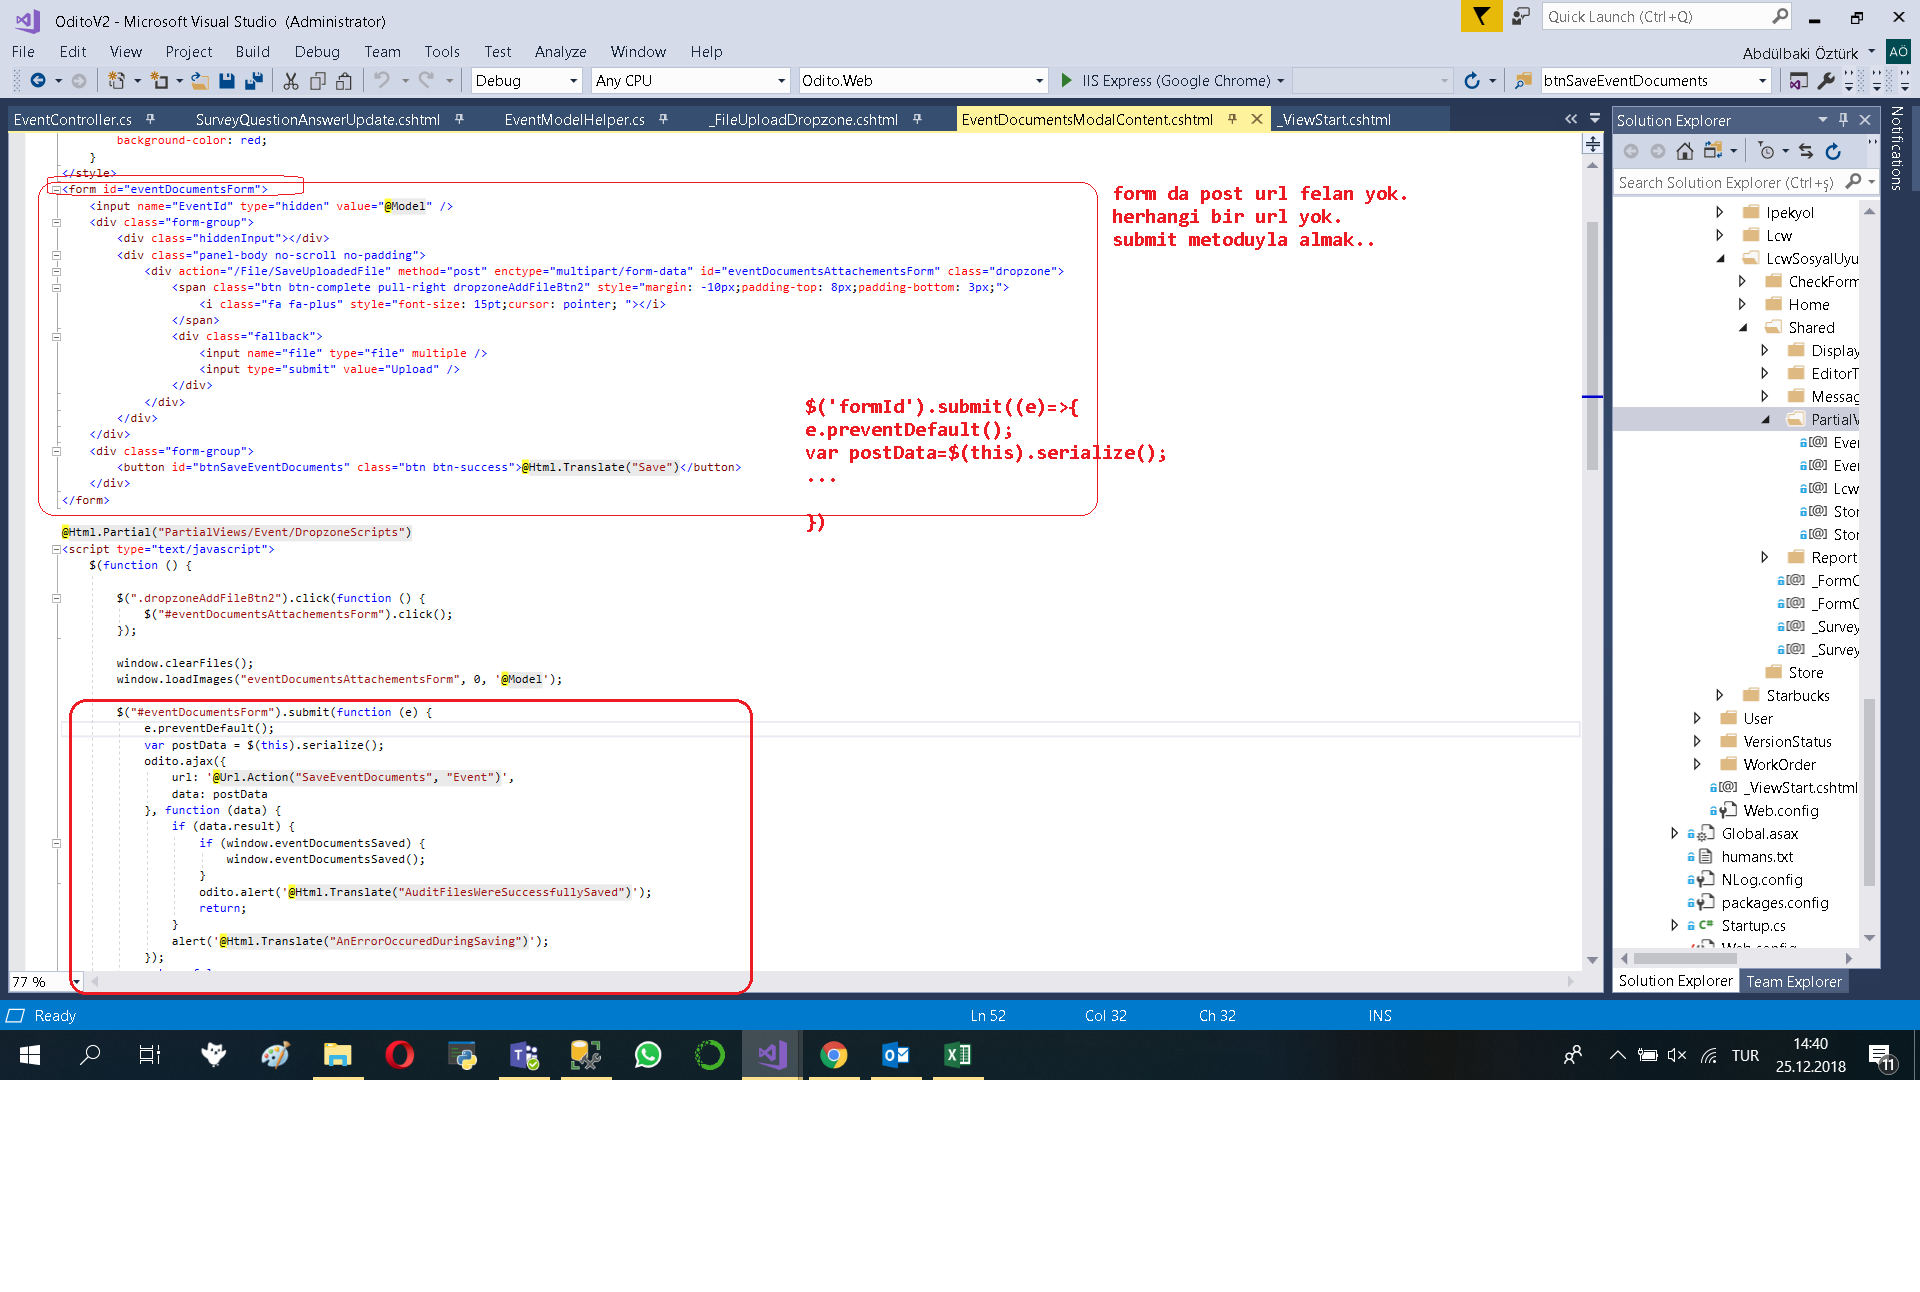 OditoV2 - Microsoft Visual Studio (Administrator)
Quick Launch (Ctrl+Q)
File Edit View Project Build Debug Team Tools Test Analyze Window Help
Abdülbaki Öztürk AÖ
Debug Any CPU Odito.Web IIS Express (Google Chrome) btnSaveEventDocuments
EventController.cs SurveyQuestionAnswerUpdate.cshtml EventModelHelper.cs _FileUploadDropzone.cshtml EventDocumentsModalContent.cshtml _ViewStart.cshtml
background-color: red;
}
</style>
<form id="eventDocumentsForm">
<input name="EventId" type="hidden" value="@Model" />
<div class="form-group">
<div class="hiddenInput"></div>
<div class="panel-body no-scroll no-padding">
<div action="/File/SaveUploadedFile" method="post" enctype="multipart/form-data" id="eventDocumentsAttachementsForm" class="dropzone">
<span class="btn btn-complete pull-right dropzoneAddFileBtn2" style="margin: -10px;padding-top: 8px;padding-bottom: 3px;">
<i class="fa fa-plus" style="font-size: 15pt;cursor: pointer; "></i>
</span>
<div class="fallback">
<input name="file" type="file" multiple />
<input type="submit" value="Upload" />
</div>
</div>
</div>
</div>
<div class="form-group">
<button id="btnSaveEventDocuments" class="btn btn-success">@Html.Translate("Save")</button>
</div>
</form>
@Html.Partial("PartialViews/Event/DropzoneScripts")
<script type="text/javascript">
$(function () {
$(".dropzoneAddFileBtn2").click(function () {
$("#eventDocumentsAttachementsForm").click();
});
window.clearFiles();
window.loadImages("eventDocumentsAttachementsForm", 0, '@Model');
$("#eventDocumentsForm").submit(function (e) {
e.preventDefault();
var postData = $(this).serialize();
odito.ajax({
url: '@Url.Action("SaveEventDocuments", "Event")',
data: postData
}, function (data) {
if (data.result) {
if (window.eventDocumentsSaved) {
window.eventDocumentsSaved();
}
odito.alert('@Html.Translate("AuditFilesWereSuccessfullySaved")');
return;
}
alert('@Html.Translate("AnErrorOccuredDuringSaving")');
});
77 %
form da post url felan yok.
herhangi bir url yok.
submit metoduyla almak..
$('formId').submit((e)=>{
e.preventDefault();
var postData=$(this).serialize();
...
})
Solution Explorer
Search Solution Explorer (Ctrl+ş)
Ipekyol
Lcw
LcwSosyalUyu
CheckForm
Home
Shared
Display
EditorT
Messag
PartialV
Eve
Eve
Lcw
Stor
Stor
Report
_FormC
_FormC
_Survey
_Survey
Store
Starbucks
User
VersionStatus
WorkOrder
_ViewStart.cshtml
Web.config
Global.asax
humans.txt
NLog.config
packages.config
Startup.cs
Web.config
Solution Explorer Team Explorer
Notifications
Ready Ln 52 Col 32 Ch 32 INS
TUR 14:40
25.12.2018
11